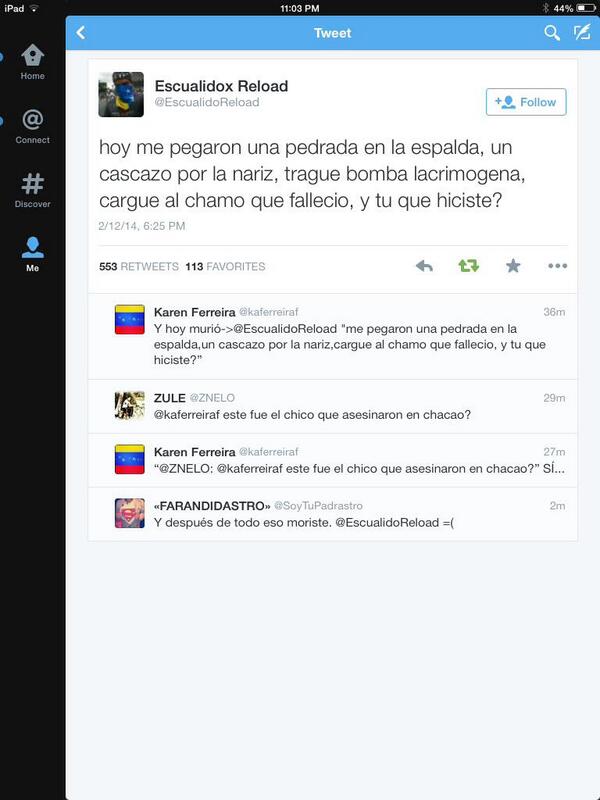 iPad 11:03 PM 44%
Tweet
Home
Connect
Discover
Me
Escualidox Reload
@EscualidoReload
Follow
hoy me pegaron una pedrada en la espalda, un
cascazo por la nariz, trague bomba lacrimogena,
cargue al chamo que fallecio, y tu que hiciste?
2/12/14, 6:25 PM
553 RETWEETS 113 FAVORITES
Karen Ferreira @kaferreiraf 36m
Y hoy murió->@EscualidoReload "me pegaron una pedrada en la
espalda,un cascazo por la nariz,cargue al chamo que fallecio, y tu que
hiciste?”
ZULE @ZNELO 29m
@kaferreiraf este fue el chico que asesinaron en chacao?
Karen Ferreira @kaferreiraf 27m
“@ZNELO: @kaferreiraf este fue el chico que asesinaron en chacao?” SÍ...
«FARANDIDASTRO» @SoyTuPadrastro 2m
Y después de todo eso moriste. @EscualidoReload =(